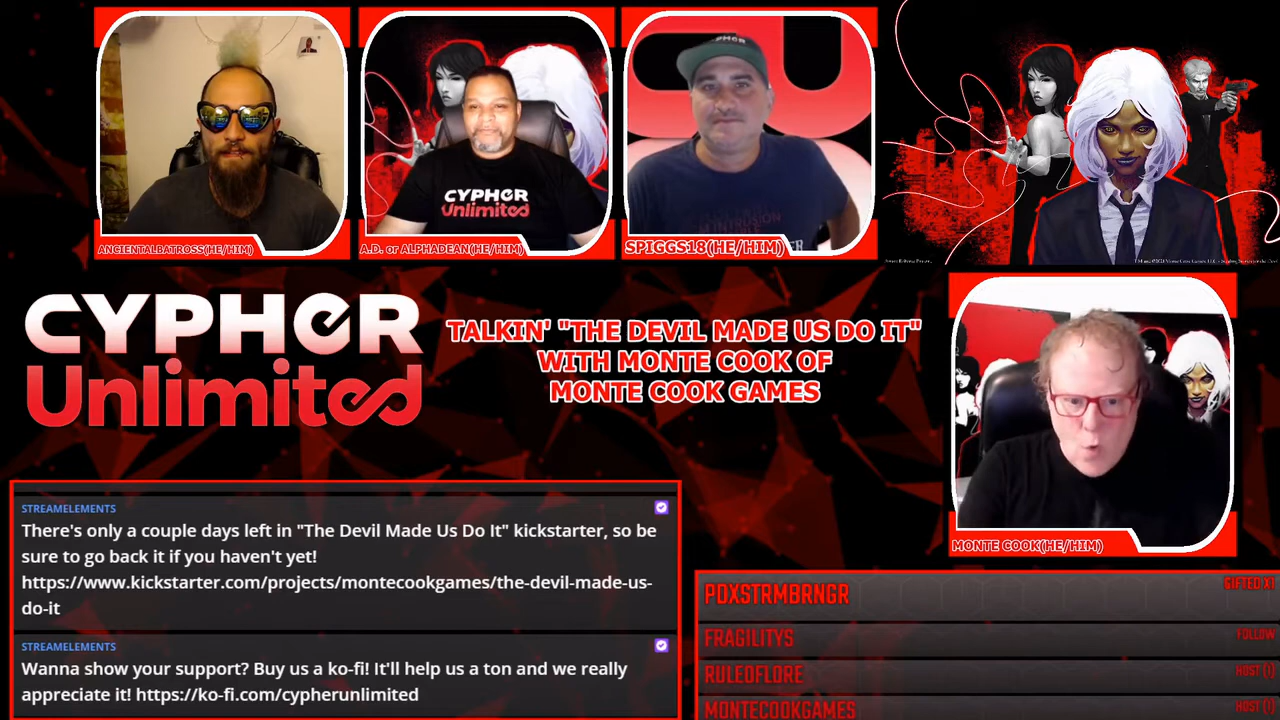 CYPHER
CYPHER
Unlimited
ANCIENTALBATROSS(HE/HIM)
A.D. or ALPHADEAN(HE/HIM)
SPIGGS18(HE/HIM)
CYPHER
Unlimited
TALKIN' "THE DEVIL MADE US DO IT"
WITH MONTE COOK OF
MONTE COOK GAMES
MONTE COOK(HE/HIM)
STREAMELEMENTS
There's only a couple days left in "The Devil Made Us Do It" kickstarter, so be
sure to go back it if you haven't yet!
https://www.kickstarter.com/projects/montecookgames/the-devil-made-us-
do-it
STREAMELEMENTS
Wanna show your support? Buy us a ko-fi! It'll help us a ton and we really
appreciate it! https://ko-fi.com/cypherunlimited
POXSTRMBRNGR
GIFTED X1
FRAGILITYS
FOLLOW
RULEOFLORE
HOST (1)
MONTECOOKGAMES
HOST (1)